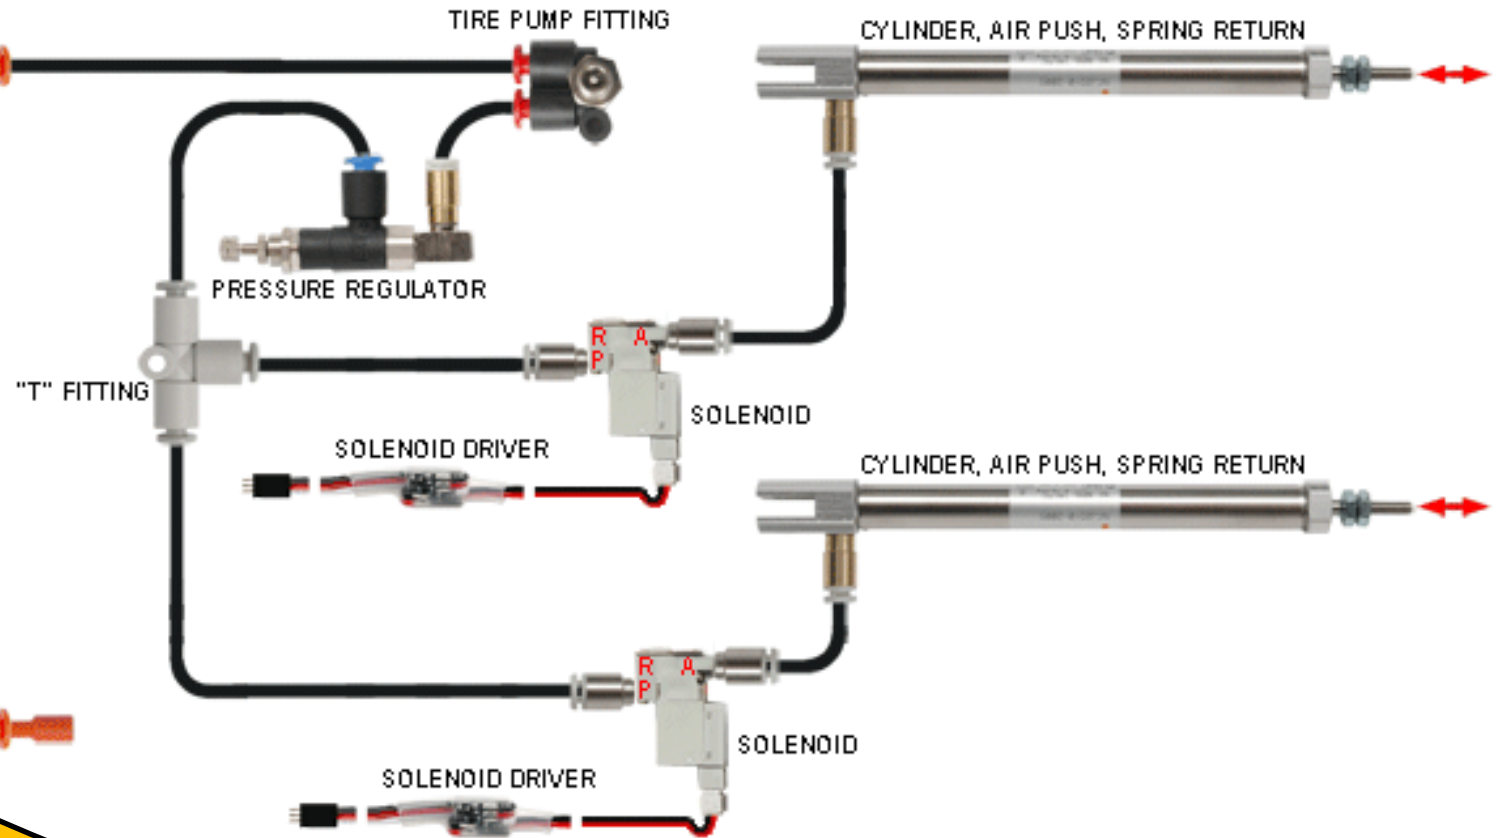 TIRE PUMP FITTING
CYLINDER, AIR PUSH, SPRING RETURN
PRESSURE REGULATOR
R A
P
"T" FITTING
SOLENOID
SOLENOID DRIVER
CYLINDER, AIR PUSH, SPRING RETURN
R A
P
SOLENOID
SOLENOID DRIVER